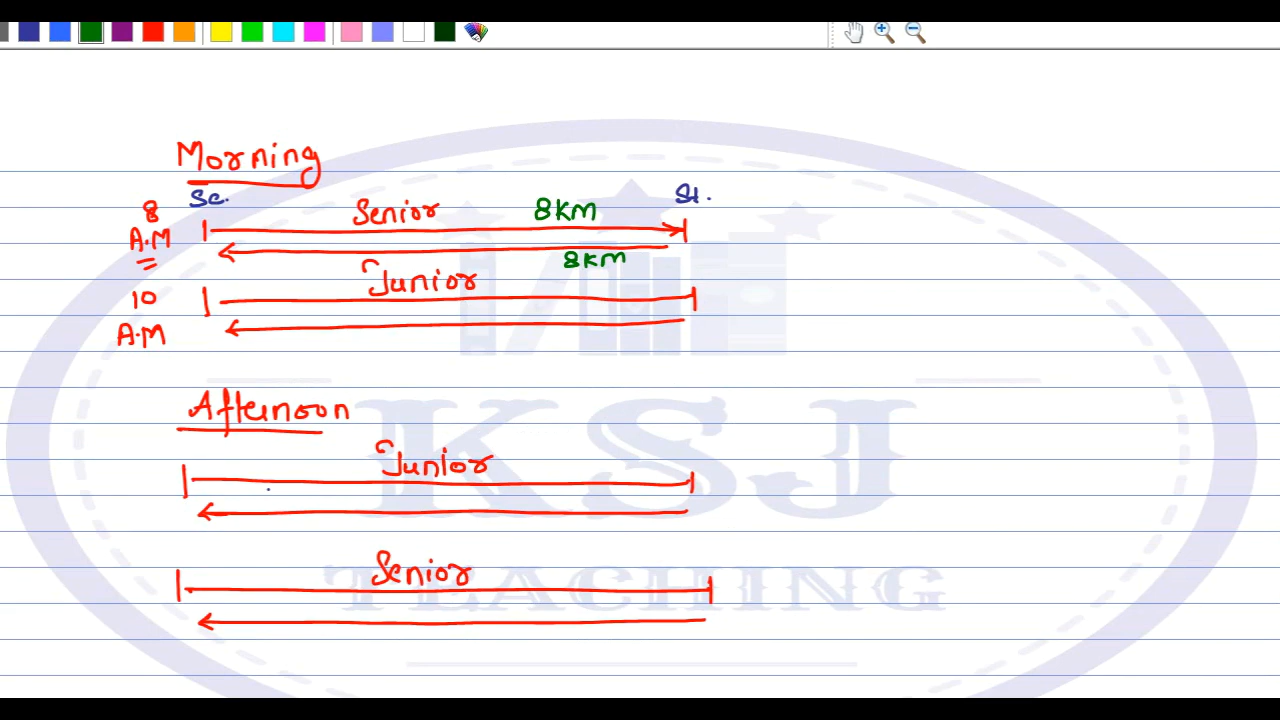 Morning
Sc. St.
8 Senior 8KM
A.M
8KM
Junior
10
A.M
Afternoon
KSJ
Junior
Senior
TEACHING